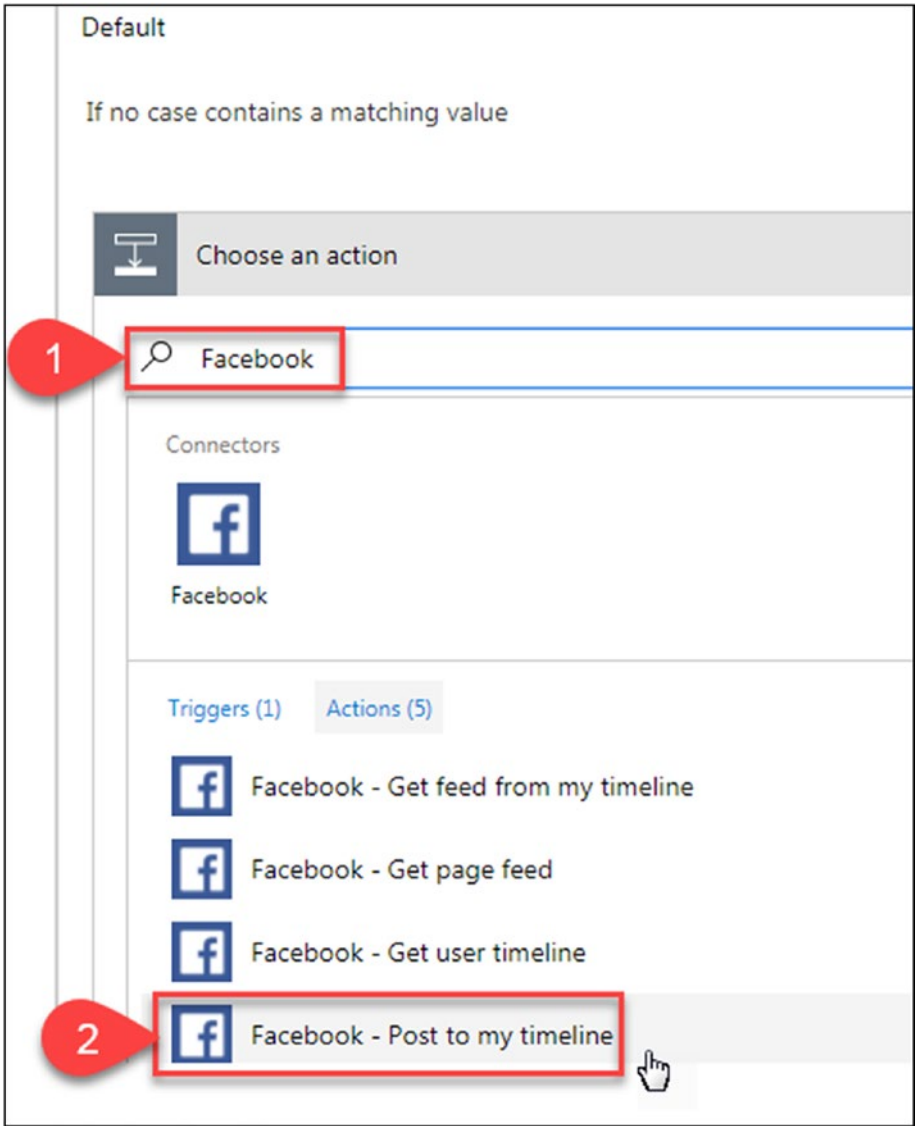 Default
If no case contains a matching value
Choose an action
1
Facebook
Connectors
Facebook
Triggers (1) Actions (5)
Facebook - Get feed from my timeline
Facebook - Get page feed
Facebook - Get user timeline
2
Facebook - Post to my timeline